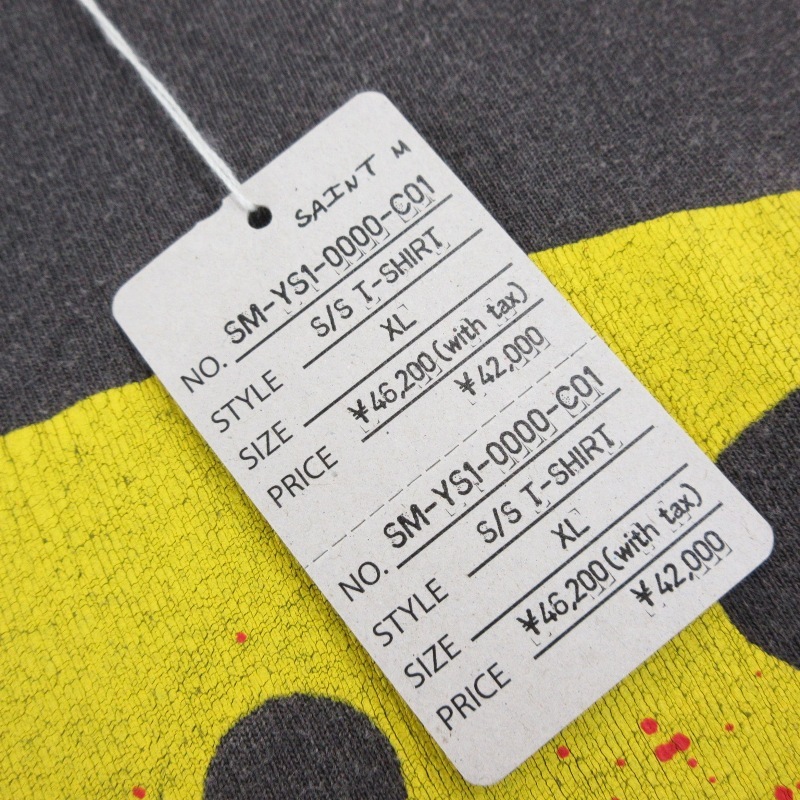 SAINT M
NO. SM-YS1-0000-C01
STYLE S/S T-SHIRT
SIZE XL
PRICE ¥46,200(with tax)
¥42,000
NO. SM-YS1-0000-C01
STYLE S/S T-SHIRT
SIZE XL
PRICE ¥46,200(with tax)
¥42,000